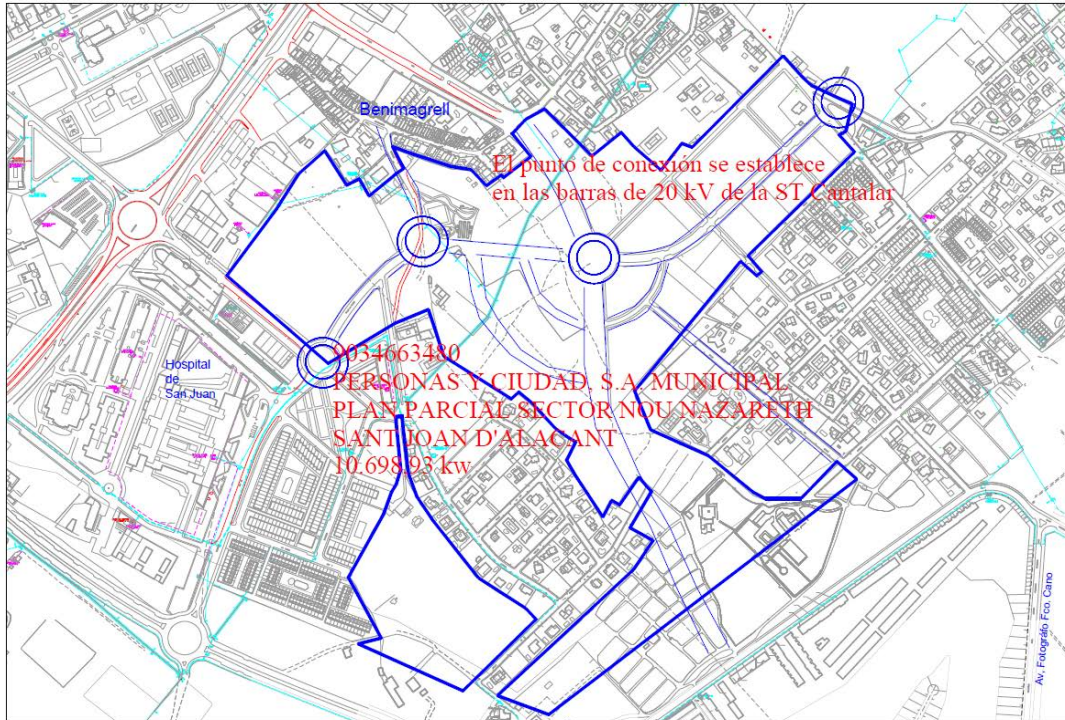 Benimagrell
El punto de conexión se establece
en las barras de 20 kV de la ST Cantalar
Hospital
de
San Juan
9034663480
PERSONAS Y CIUDAD, S.A. MUNICIPAL
PLAN PARCIAL SECTOR NOU NAZARETH
SANT JOAN D'ALACANT
10.698,93 kw
Av, Fotográfo Fco. Cano